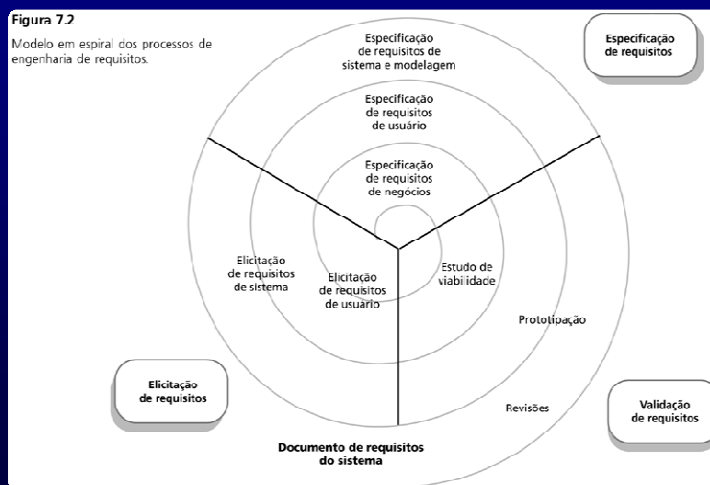 Figura 7.2
Modelo em espiral dos processos de
engenharia de requisitos.
Especificação
de requisitos
Especificação
de requisitos de
sistema e modelagem
Especificação
de requisitos
de usuário
Especificação
de requisitos
de negócios
Elicitação
de requisitos
de sistema
Elicitação
de requisitos
de usuário
Estudo de
viabilidade
Prototipação
Revisões
Elicitação
de requisitos
Validação
de requisitos
Documento de requisitos
do sistema